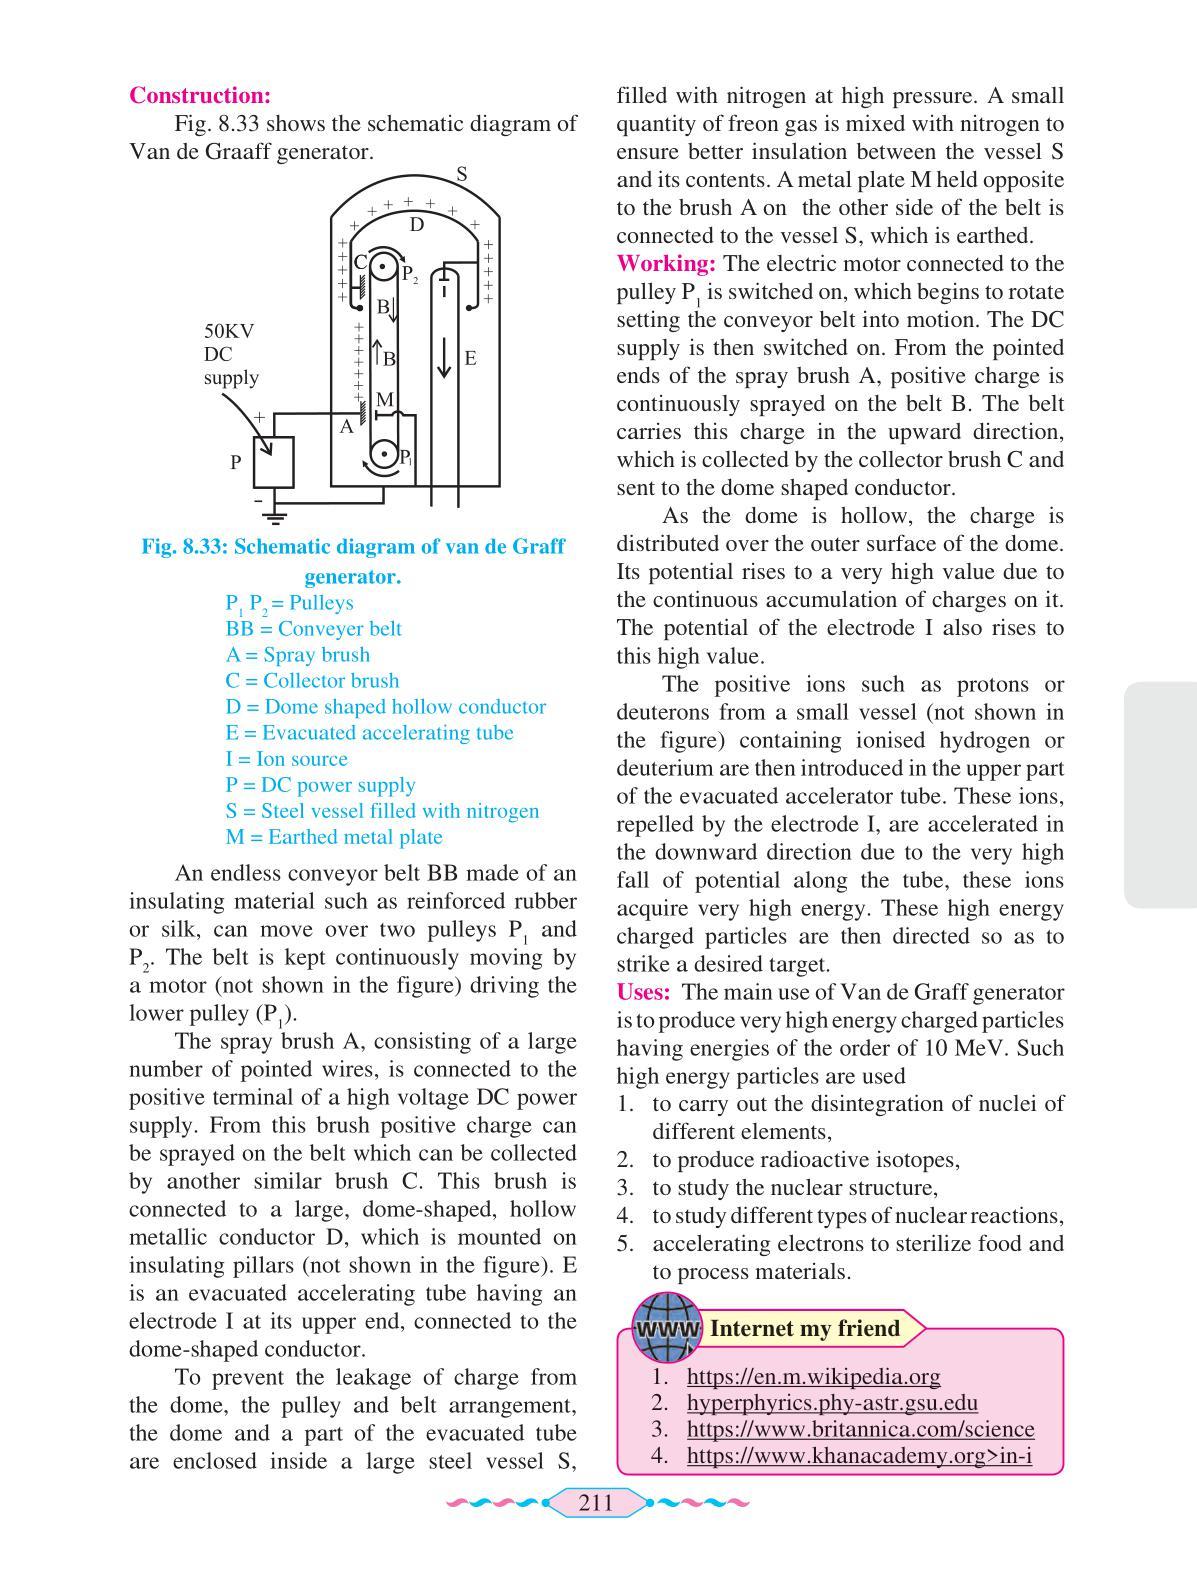 Construction:
Fig. 8.33 shows the schematic diagram of
Van de Graaff generator.
S
+ + + + + + +
D
+ + + + +
+ + + + +
C
P2
I
B
50KV
DC
supply
+ + + + + + +
B
E
M
+
A
P
P1
-
Fig. 8.33: Schematic diagram of van de Graff
generator.
P1 P2 = Pulleys
BB = Conveyer belt
A = Spray brush
C = Collector brush
D = Dome shaped hollow conductor
E = Evacuated accelerating tube
I = Ion source
P = DC power supply
S = Steel vessel filled with nitrogen
M = Earthed metal plate
An endless conveyor belt BB made of an
insulating material such as reinforced rubber
or silk, can move over two pulleys P1 and
P2. The belt is kept continuously moving by
a motor (not shown in the figure) driving the
lower pulley (P1).
The spray brush A, consisting of a large
number of pointed wires, is connected to the
positive terminal of a high voltage DC power
supply. From this brush positive charge can
be sprayed on the belt which can be collected
by another similar brush C. This brush is
connected to a large, dome-shaped, hollow
metallic conductor D, which is mounted on
insulating pillars (not shown in the figure). E
is an evacuated accelerating tube having an
electrode I at its upper end, connected to the
dome-shaped conductor.
To prevent the leakage of charge from
the dome, the pulley and belt arrangement,
the dome and a part of the evacuated tube
are enclosed inside a large steel vessel S,
filled with nitrogen at high pressure. A small
quantity of freon gas is mixed with nitrogen to
ensure better insulation between the vessel S
and its contents. A metal plate M held opposite
to the brush A on the other side of the belt is
connected to the vessel S, which is earthed.
Working: The electric motor connected to the
pulley P1 is switched on, which begins to rotate
setting the conveyor belt into motion. The DC
supply is then switched on. From the pointed
ends of the spray brush A, positive charge is
continuously sprayed on the belt B. The belt
carries this charge in the upward direction,
which is collected by the collector brush C and
sent to the dome shaped conductor.
As the dome is hollow, the charge is
distributed over the outer surface of the dome.
Its potential rises to a very high value due to
the continuous accumulation of charges on it.
The potential of the electrode I also rises to
this high value.
The positive ions such as protons or
deuterons from a small vessel (not shown in
the figure) containing ionised hydrogen or
deuterium are then introduced in the upper part
of the evacuated accelerator tube. These ions,
repelled by the electrode I, are accelerated in
the downward direction due to the very high
fall of potential along the tube, these ions
acquire very high energy. These high energy
charged particles are then directed so as to
strike a desired target.
Uses: The main use of Van de Graff generator
is to produce very high energy charged particles
having energies of the order of 10 MeV. Such
high energy particles are used
1. to carry out the disintegration of nuclei of
different elements,
2. to produce radioactive isotopes,
3. to study the nuclear structure,
4. to study different types of nuclear reactions,
5. accelerating electrons to sterilize food and
to process materials.
www Internet my friend
1. https://en.m.wikipedia.org
2. hyperphyrics.phy-astr.gsu.edu
3. https://www.britannica.com/science
4. https://www.khanacademy.org>in-i
211